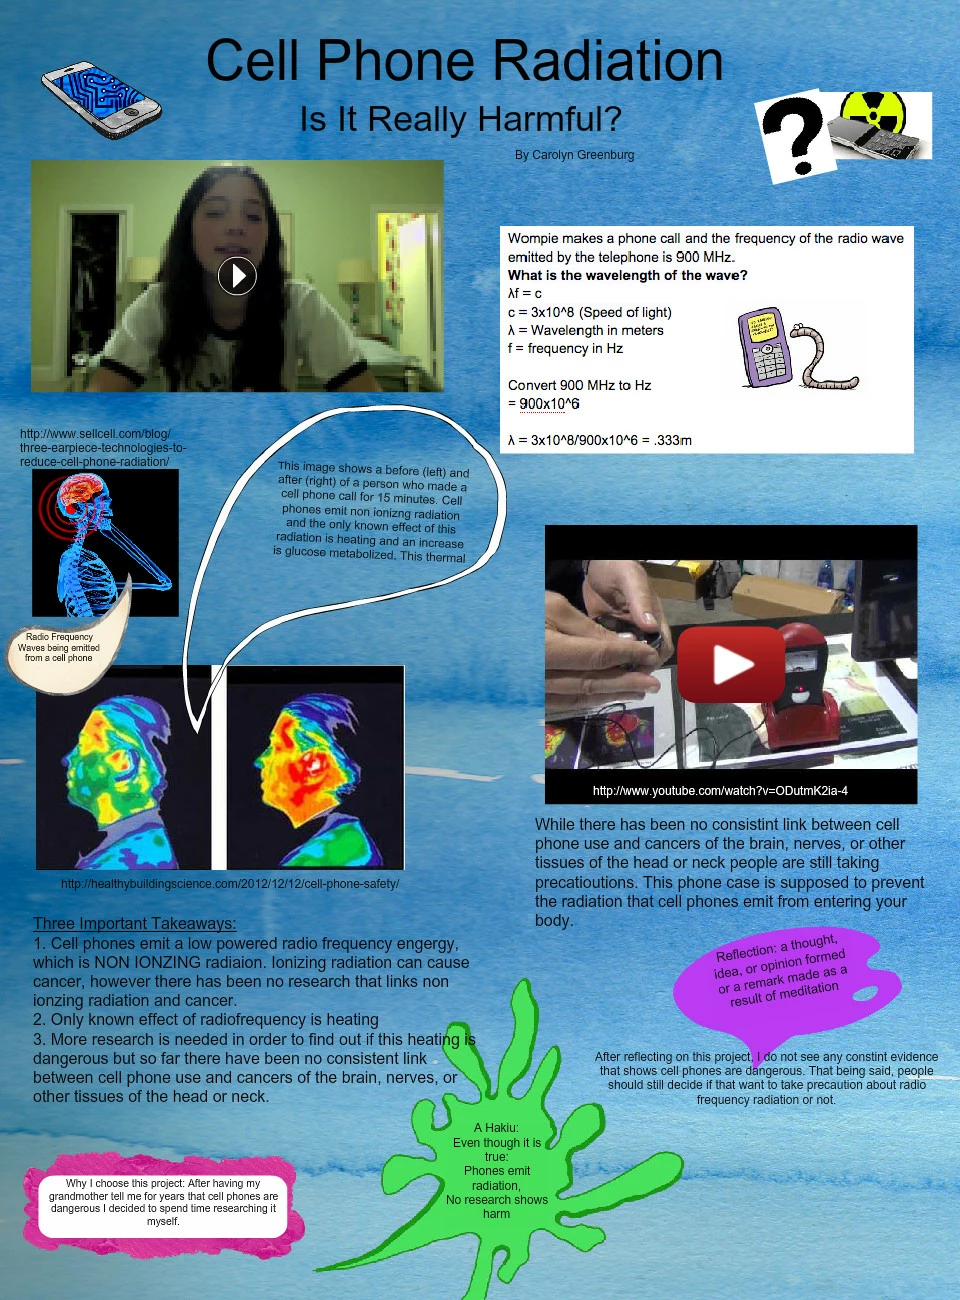 Cell Phone Radiation
Is It Really Harmful?
By Carolyn Greenburg
Wompie makes a phone call and the frequency of the radio wave
emitted by the telephone is 900 MHz.
What is the wavelength of the wave?
λf = c
c = 3x10^8 (Speed of light)
λ = Wavelength in meters
f = frequency in Hz
Convert 900 MHz to Hz
= 900x10^6
λ = 3x10^8/900x10^6 = .333m
http://www.sellcell.com/blog/
three-earpiece-technologies-to-
reduce-cell-phone-radiation/
This image shows a before (left) and
after (right) of a person who made a
cell phone call for 15 minutes. Cell
phones emit non ionizng radiation
and the only known effect of this
radiation is heating and an increase
is glucose metabolized. This thermal
Radio Frequency
Waves being emitted
from a cell phone
http://healthybuildingscience.com/2012/12/12/cell-phone-safety/
http://www.youtube.com/watch?v=ODutmK2ia-4
While there has been no consistint link between cell
phone use and cancers of the brain, nerves, or other
tissues of the head or neck people are still taking
precatioutions. This phone case is supposed to prevent
the radiation that cell phones emit from entering your
body.
Three Important Takeaways:
1. Cell phones emit a low powered radio frequency engergy,
which is NON IONZING radiaion. Ionizing radiation can cause
cancer, however there has been no research that links non
ionzing radiation and cancer.
2. Only known effect of radiofrequency is heating
3. More research is needed in order to find out if this heating is
dangerous but so far there have been no consistent link
between cell phone use and cancers of the brain, nerves, or
other tissues of the head or neck.
Reflection: a thought,
idea, or opinion formed
or a remark made as a
result of meditation
After reflecting on this project, I do not see any constint evidence
that shows cell phones are dangerous. That being said, people
should still decide if that want to take precaution about radio
frequency radiation or not.
A Hakiu:
Even though it is
true:
Phones emit
radiation,
No research shows
harm
Why I choose this project: After having my
grandmother tell me for years that cell phones are
dangerous I decided to spend time researching it
myself.